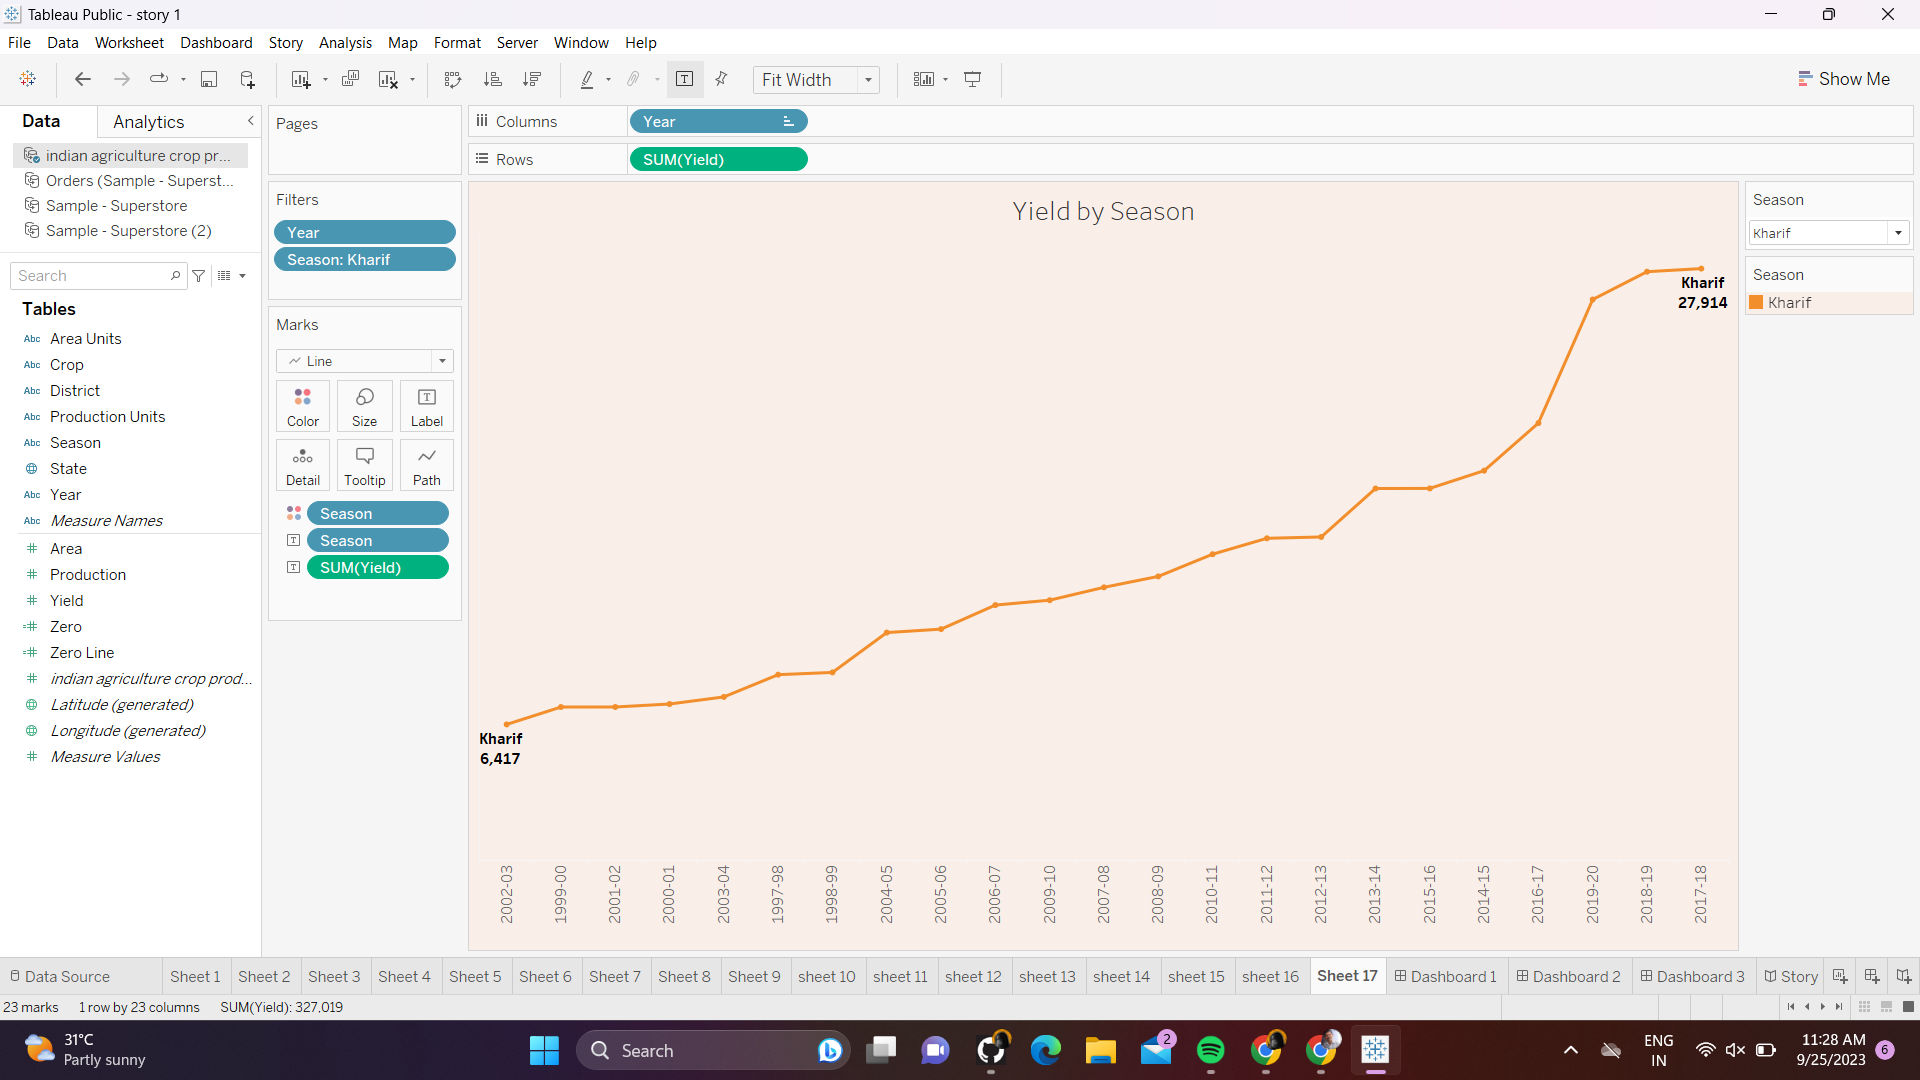 Tableau Public - story 1
File Data Worksheet Dashboard Story Analysis Map Format Server Window Help
Fit Width
Show Me
Data Analytics
indian agriculture crop pr...
Orders (Sample - Superst...
Sample - Superstore
Sample - Superstore (2)
Search
Tables
Abc Area Units
Abc Crop
Abc District
Abc Production Units
Abc Season
State
Abc Year
Abc Measure Names
# Area
# Production
# Yield
=# Zero
=# Zero Line
# indian agriculture crop prod...
Latitude (generated)
Longitude (generated)
# Measure Values
Pages
Filters
Year
Season: Kharif
Marks
Line
Color Size Label
Detail Tooltip Path
Season
Season
SUM(Yield)
Columns Year
Rows SUM(Yield)
Yield by Season
Kharif
27,914
Kharif
6,417
2002-03
1999-00
2001-02
2000-01
2003-04
1997-98
1998-99
2004-05
2005-06
2006-07
2009-10
2007-08
2008-09
2010-11
2011-12
2012-13
2013-14
2015-16
2014-15
2016-17
2019-20
2018-19
2017-18
Season
Kharif
Season
Kharif
Data Source Sheet 1 Sheet 2 Sheet 3 Sheet 4 Sheet 5 Sheet 6 Sheet 7 Sheet 8 Sheet 9 sheet 10 sheet 11 sheet 12 sheet 13 sheet 14 sheet 15 sheet 16 Sheet 17 Dashboard 1 Dashboard 2 Dashboard 3 Story
23 marks 1 row by 23 columns SUM(Yield): 327,019
31°C
Partly sunny
Search
2
ENG
IN
11:28 AM
9/25/2023
6